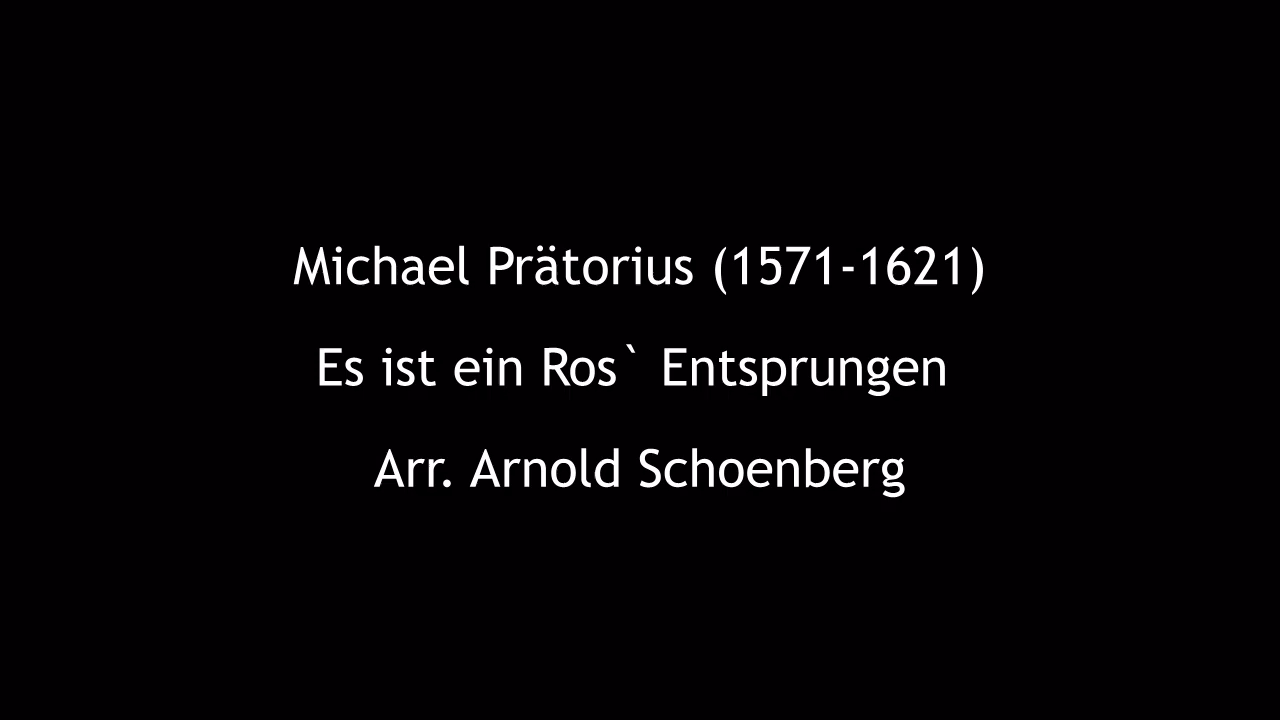 Michael Prätorius (1571-1621)
Es ist ein Ros` Entsprungen
Arr. Arnold Schoenberg